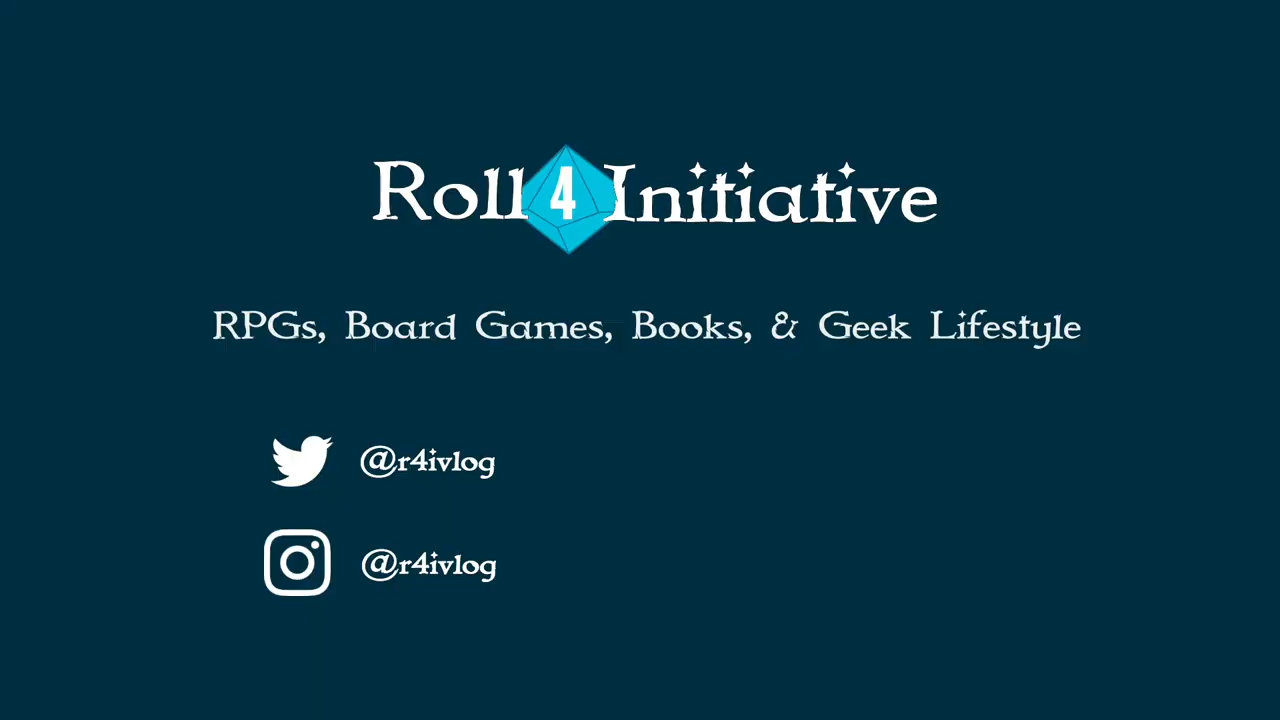 Roll 4 Initiative
RPGs, Board Games, Books, & Geek Lifestyle
@r4ivlog
@r4ivlog